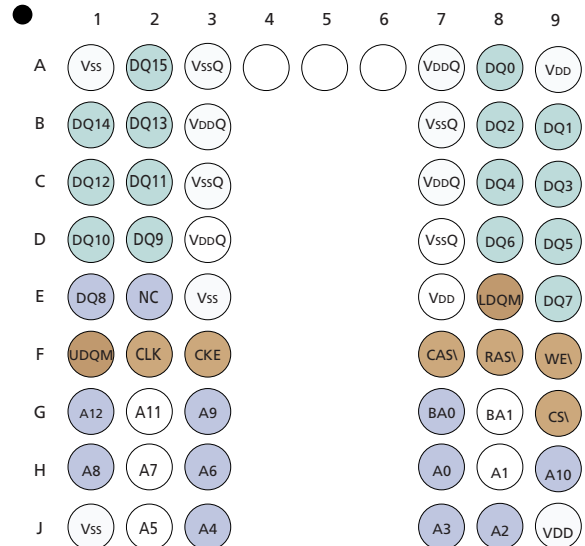 1 2 3 4 5 6 7 8 9
A Vss DQ15 VssQ VDDQ DQ0 VDD
B DQ14 DQ13 VDDQ VssQ DQ2 DQ1
C DQ12 DQ11 VssQ VDDQ DQ4 DQ3
D DQ10 DQ9 VDDQ VssQ DQ6 DQ5
E DQ8 NC Vss VDD LDQM DQ7
F UDQM CLK CKE CAS\ RAS\ WE\
G A12 A11 A9 BA0 BA1 CS\
H A8 A7 A6 A0 A1 A10
J Vss A5 A4 A3 A2 VDD